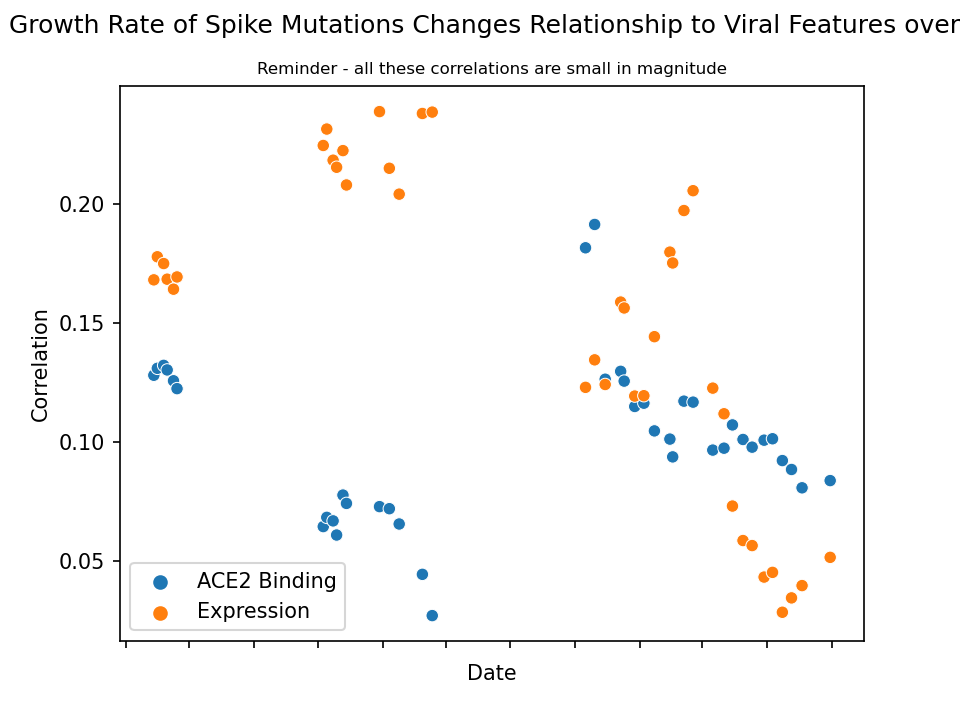 Growth Rate of Spike Mutations Changes Relationship to Viral Features over
Reminder - all these correlations are small in magnitude
0.20
0.15
0.10
0.05
Correlation
ACE2 Binding
Expression
Date